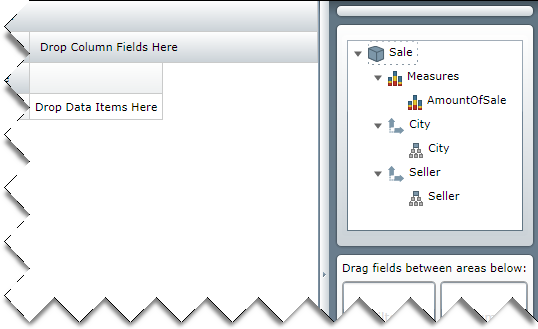 Drop Column Fields Here
Drop Data Items Here
Sale
Measures
AmountOfSale
City
City
Seller
Seller
Drag fields between areas below: